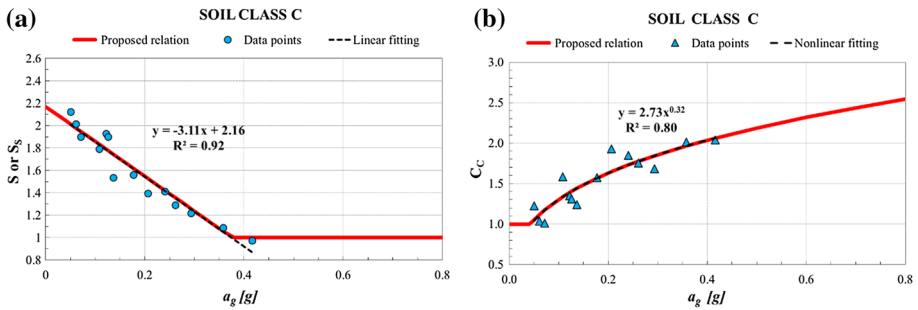 (a)
SOIL CLASS C
Proposed relation Data points Linear fitting
2.6
2.4
2.2
2
1.8
1.6
1.4
1.2
1
0.8
S or S_S
y = -3.11x + 2.16
R² = 0.92
0 0.2 0.4 0.6 0.8
a_g [g]
(b)
SOIL CLASS C
Proposed relation Data points Nonlinear fitting
3.0
2.5
2.0
1.5
1.0
0.5
C_C
y = 2.73x^0.32
R² = 0.80
0.0 0.2 0.4 0.6 0.8
a_g [g]